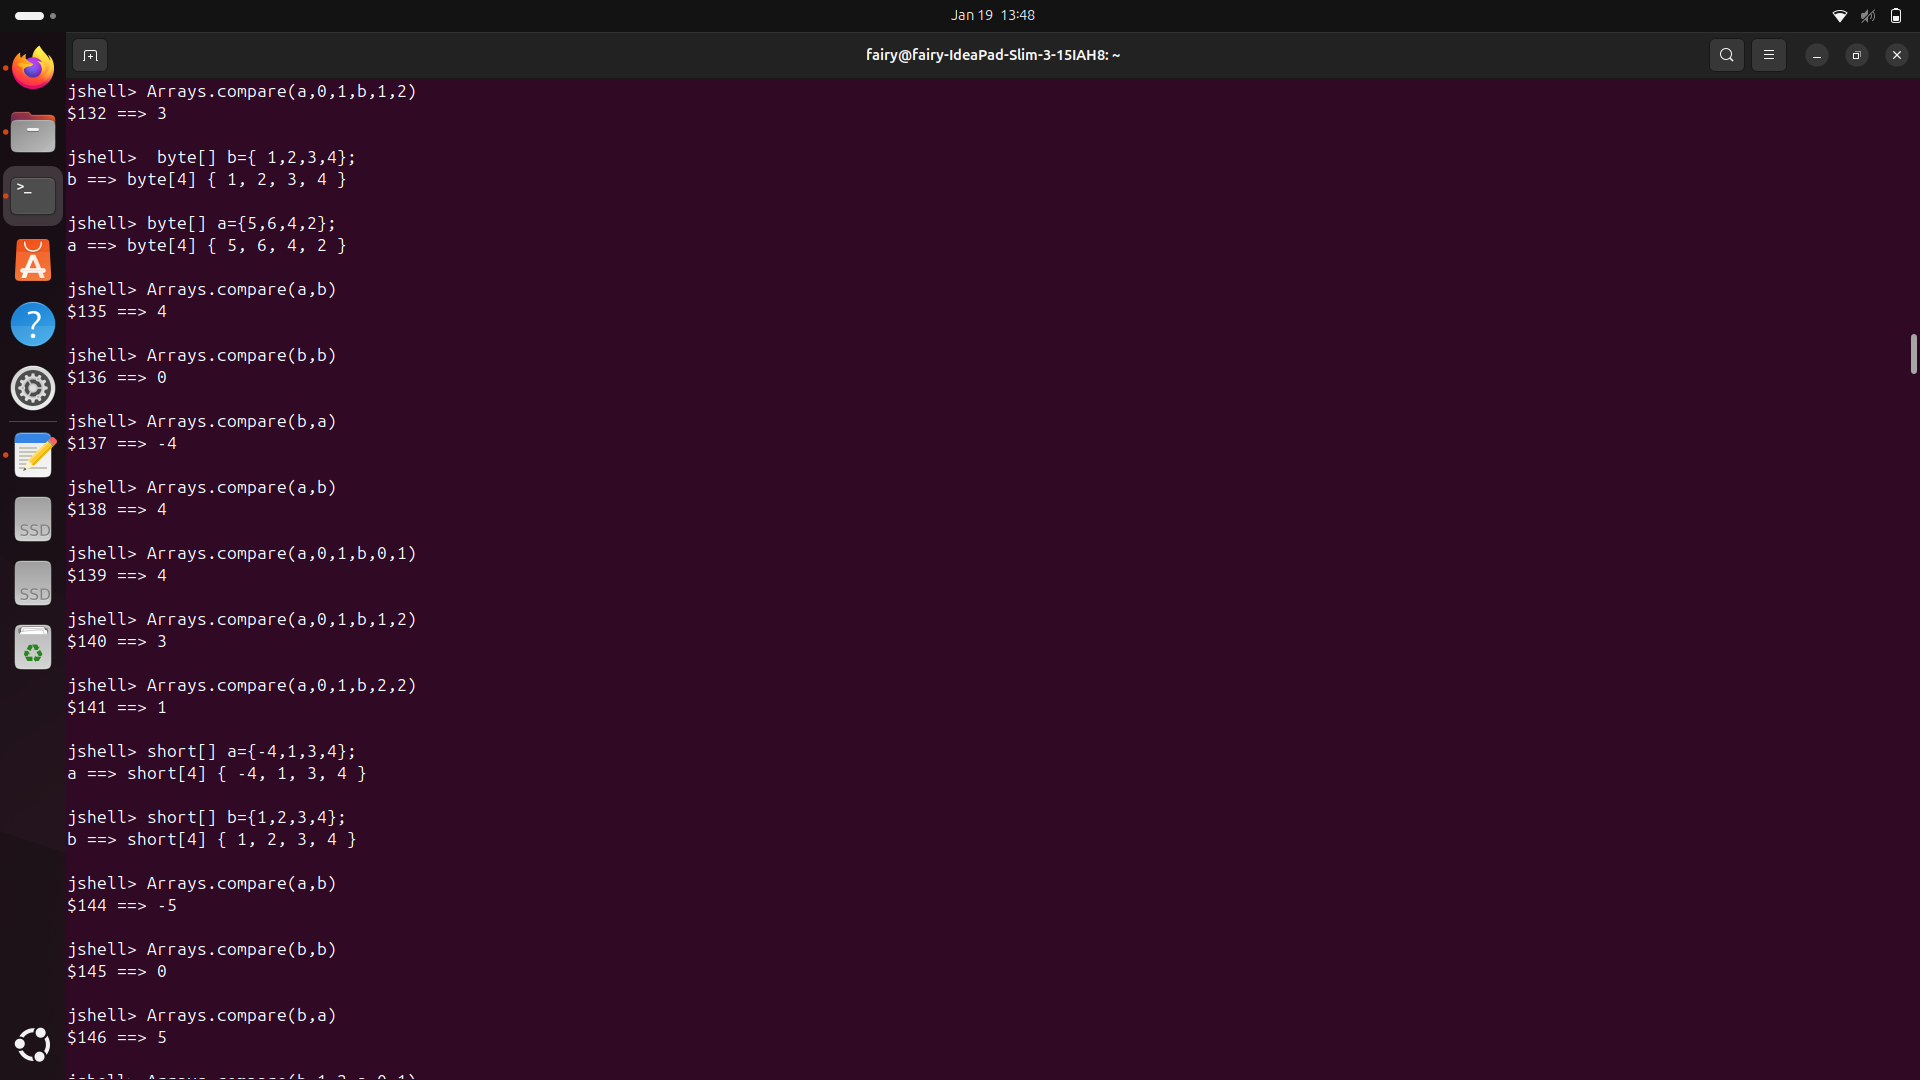 Jan 19 13:48
fairy@fairy-IdeaPad-Slim-3-15IAH8: ~
jshell> Arrays.compare(a,0,1,b,1,2)
$132 ==> 3
jshell>  byte[] b={ 1,2,3,4};
b ==> byte[4] { 1, 2, 3, 4 }
jshell> byte[] a={5,6,4,2};
a ==> byte[4] { 5, 6, 4, 2 }
jshell> Arrays.compare(a,b)
$135 ==> 4
jshell> Arrays.compare(b,b)
$136 ==> 0
jshell> Arrays.compare(b,a)
$137 ==> -4
jshell> Arrays.compare(a,b)
$138 ==> 4
jshell> Arrays.compare(a,0,1,b,0,1)
$139 ==> 4
jshell> Arrays.compare(a,0,1,b,1,2)
$140 ==> 3
jshell> Arrays.compare(a,0,1,b,2,2)
$141 ==> 1
jshell> short[] a={-4,1,3,4};
a ==> short[4] { -4, 1, 3, 4 }
jshell> short[] b={1,2,3,4};
b ==> short[4] { 1, 2, 3, 4 }
jshell> Arrays.compare(a,b)
$144 ==> -5
jshell> Arrays.compare(b,b)
$145 ==> 0
jshell> Arrays.compare(b,a)
$146 ==> 5
SSD
SSD